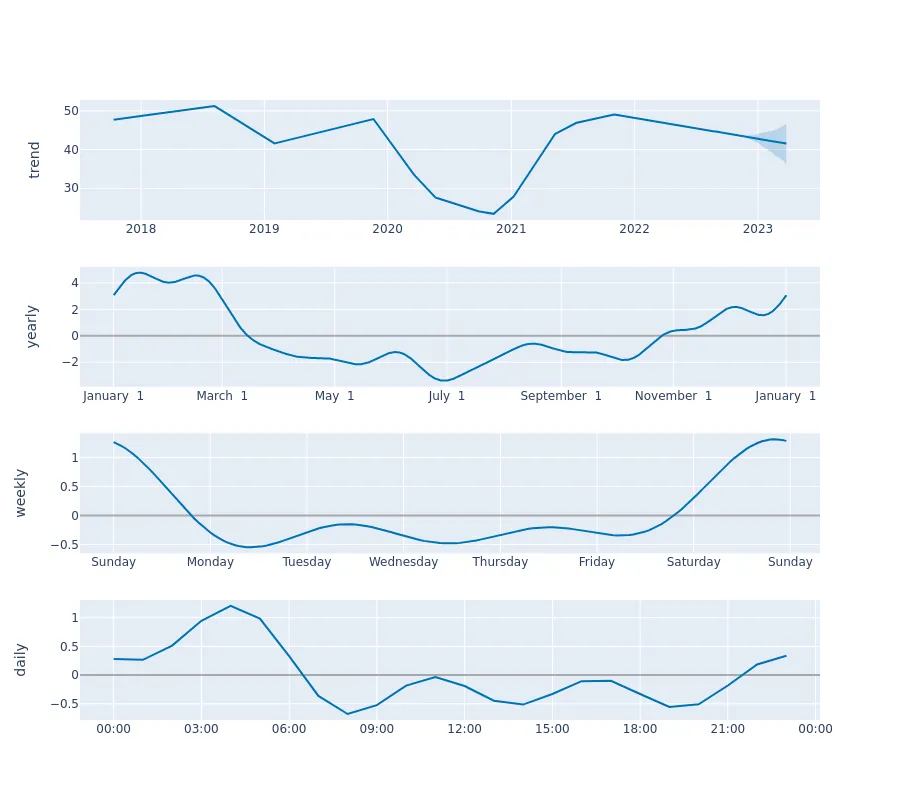 trend
50
40
30
2018 2019 2020 2021 2022 2023
yearly
4
2
0
−2
January 1 March 1 May 1 July 1 September 1 November 1 January 1
weekly
1
0.5
0
−0.5
Sunday Monday Tuesday Wednesday Thursday Friday Saturday Sunday
daily
1
0.5
0
−0.5
00:00 03:00 06:00 09:00 12:00 15:00 18:00 21:00 00:00